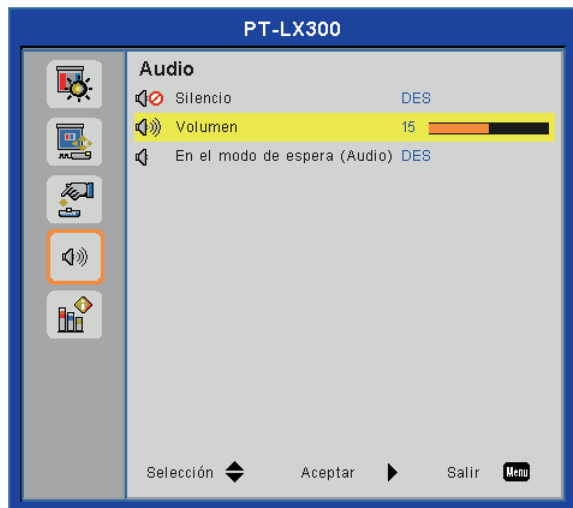 PT-LX300
Audio
Silencio DES
Volumen 15
En el modo de espera (Audio) DES
Selección Aceptar Salir Menu